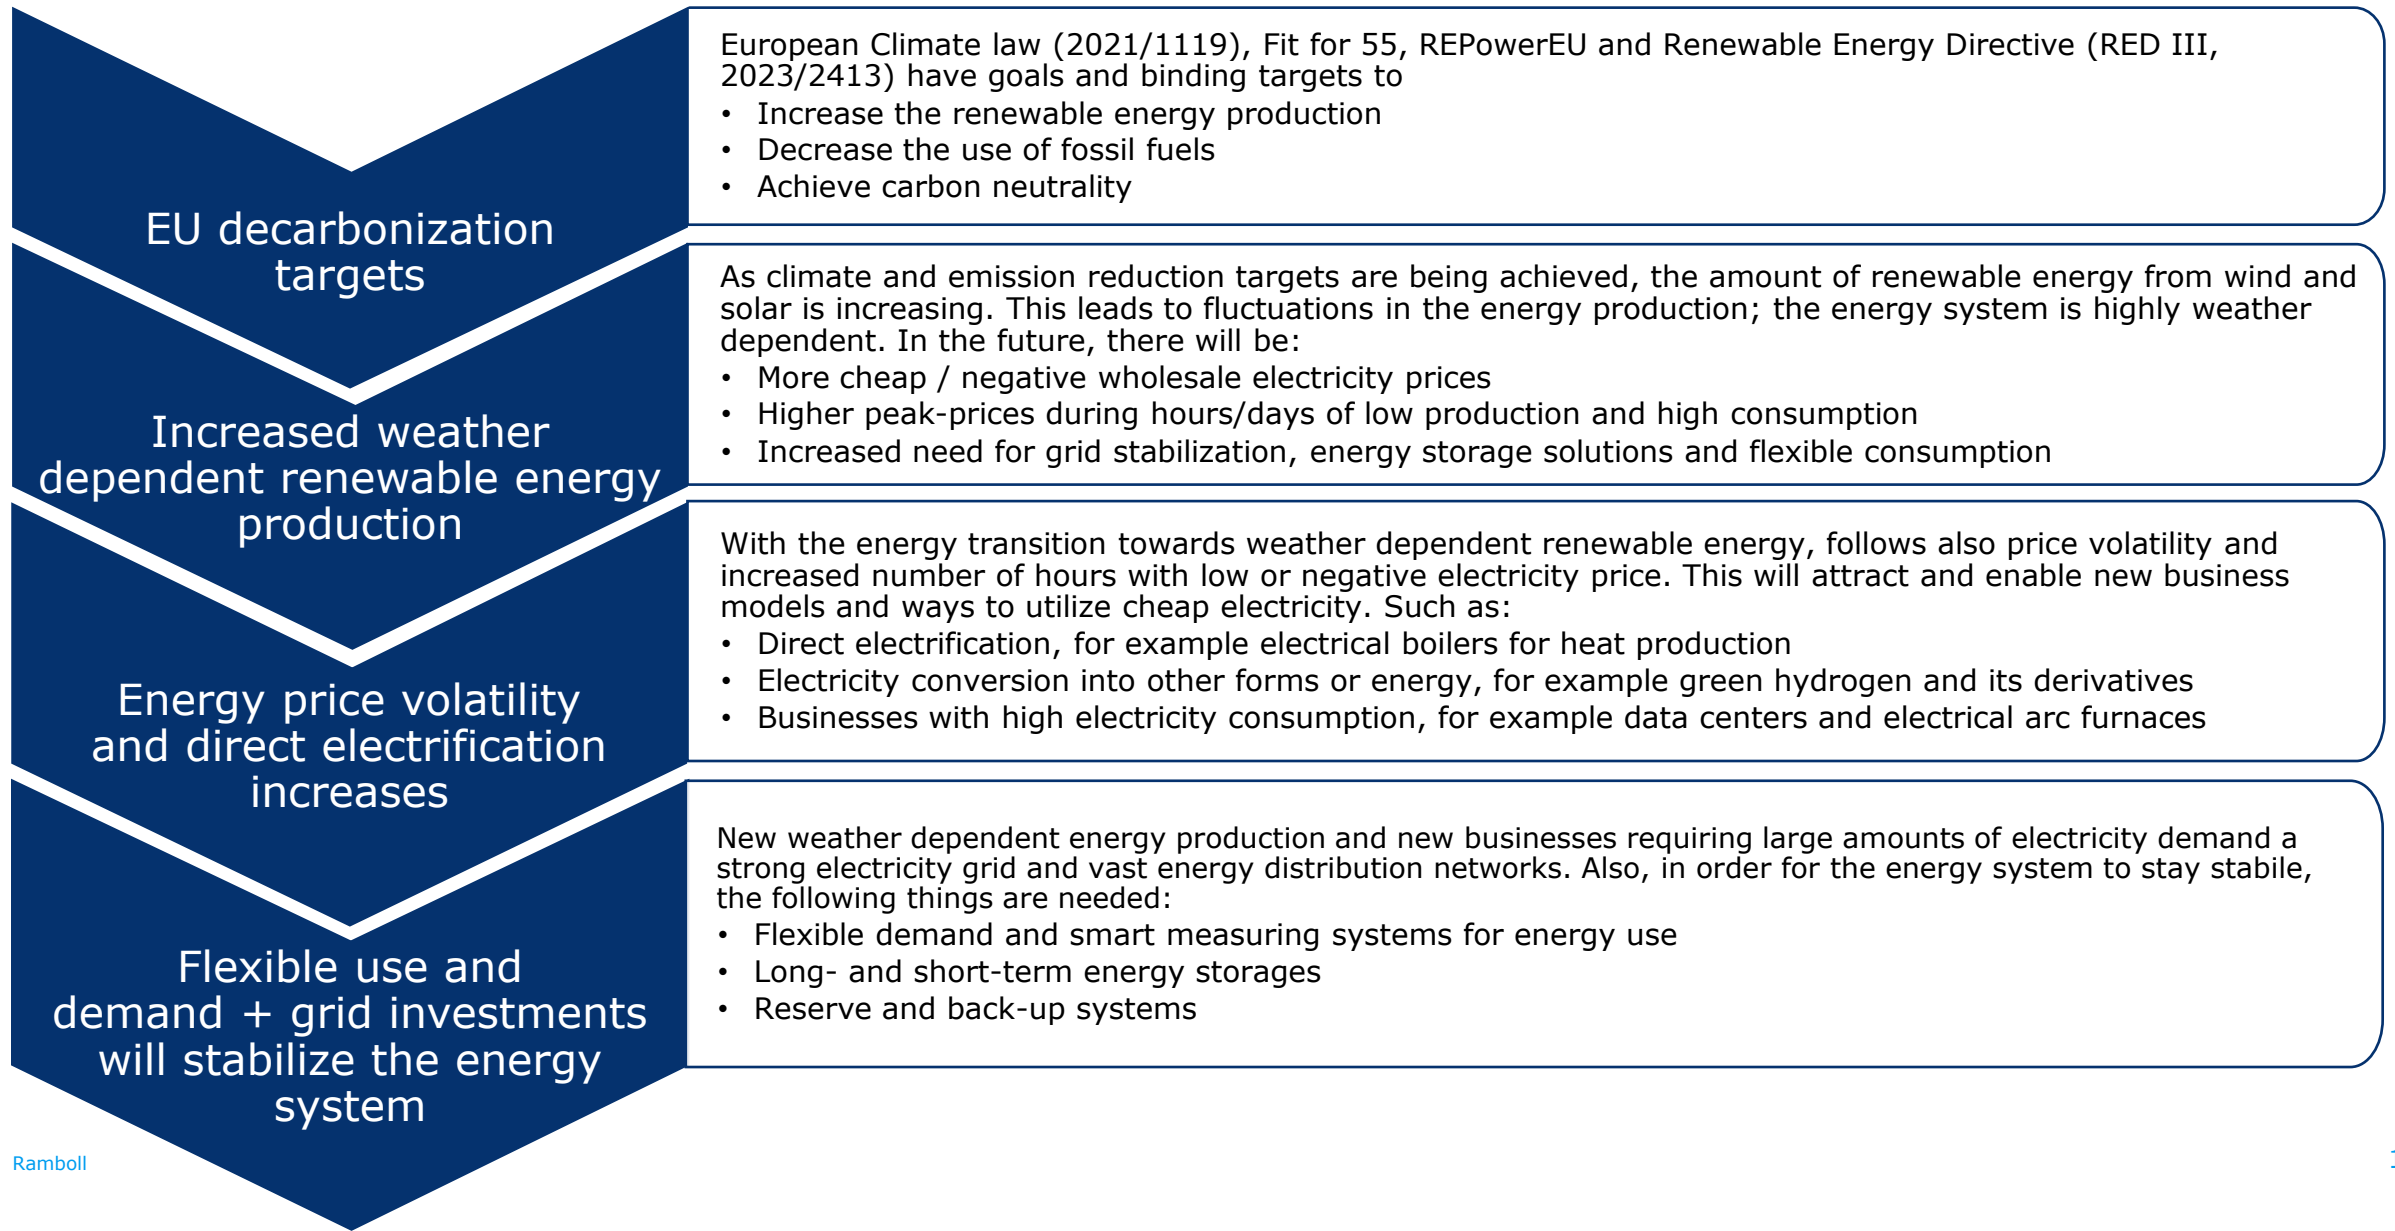 EU decarbonization
targets
European Climate law (2021/1119), Fit for 55, REPowerEU and Renewable Energy Directive (RED III,
2023/2413) have goals and binding targets to
• Increase the renewable energy production
• Decrease the use of fossil fuels
• Achieve carbon neutrality
Increased weather
dependent renewable energy
production
As climate and emission reduction targets are being achieved, the amount of renewable energy from wind and
solar is increasing. This leads to fluctuations in the energy production; the energy system is highly weather
dependent. In the future, there will be:
• More cheap / negative wholesale electricity prices
• Higher peak-prices during hours/days of low production and high consumption
• Increased need for grid stabilization, energy storage solutions and flexible consumption
Energy price volatility
and direct electrification
increases
With the energy transition towards weather dependent renewable energy, follows also price volatility and
increased number of hours with low or negative electricity price. This will attract and enable new business
models and ways to utilize cheap electricity. Such as:
• Direct electrification, for example electrical boilers for heat production
• Electricity conversion into other forms or energy, for example green hydrogen and its derivatives
• Businesses with high electricity consumption, for example data centers and electrical arc furnaces
Flexible use and
demand + grid investments
will stabilize the energy
system
New weather dependent energy production and new businesses requiring large amounts of electricity demand a
strong electricity grid and vast energy distribution networks. Also, in order for the energy system to stay stabile,
the following things are needed:
• Flexible demand and smart measuring systems for energy use
• Long- and short-term energy storages
• Reserve and back-up systems
Ramboll